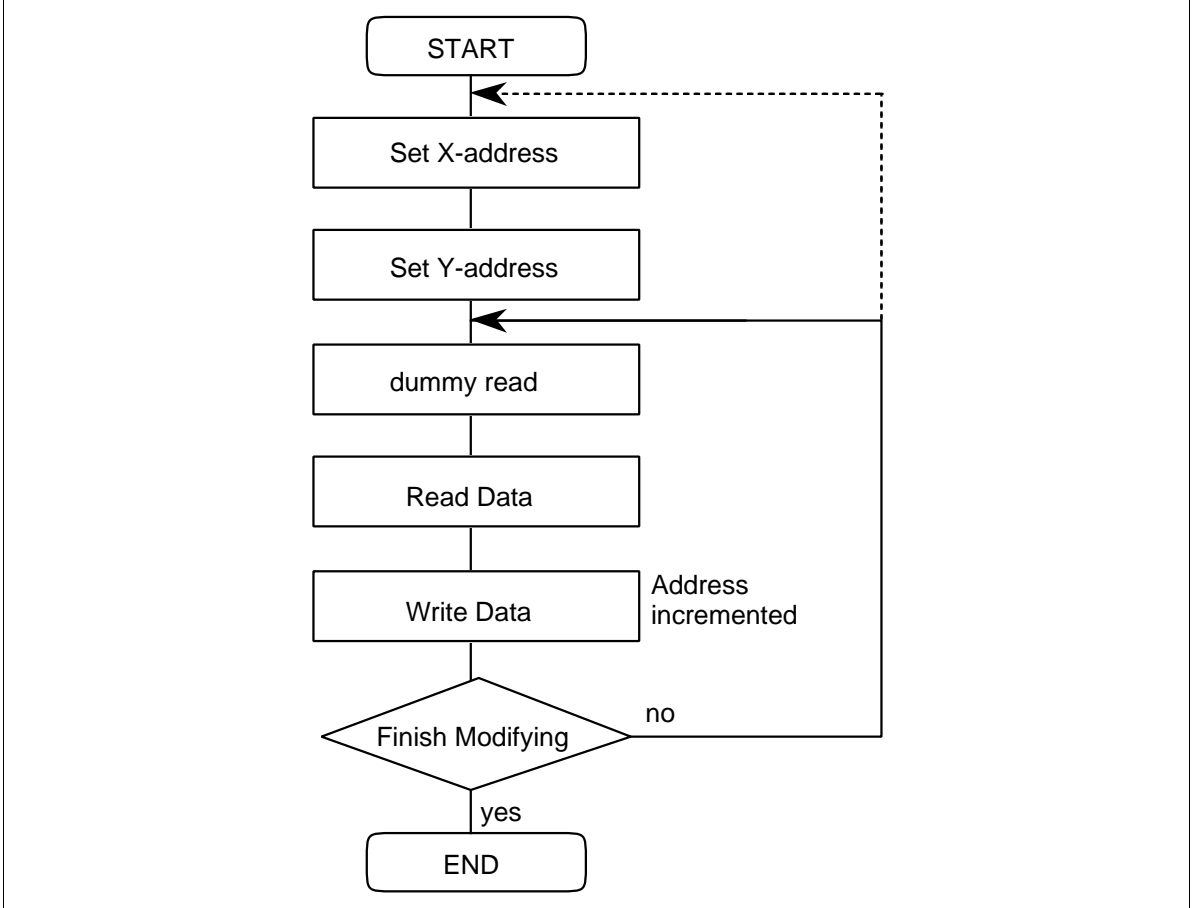 START
Set X-address
Set Y-address
dummy read
Read Data
Write Data
Address
incremented
Finish Modifying
no
yes
END